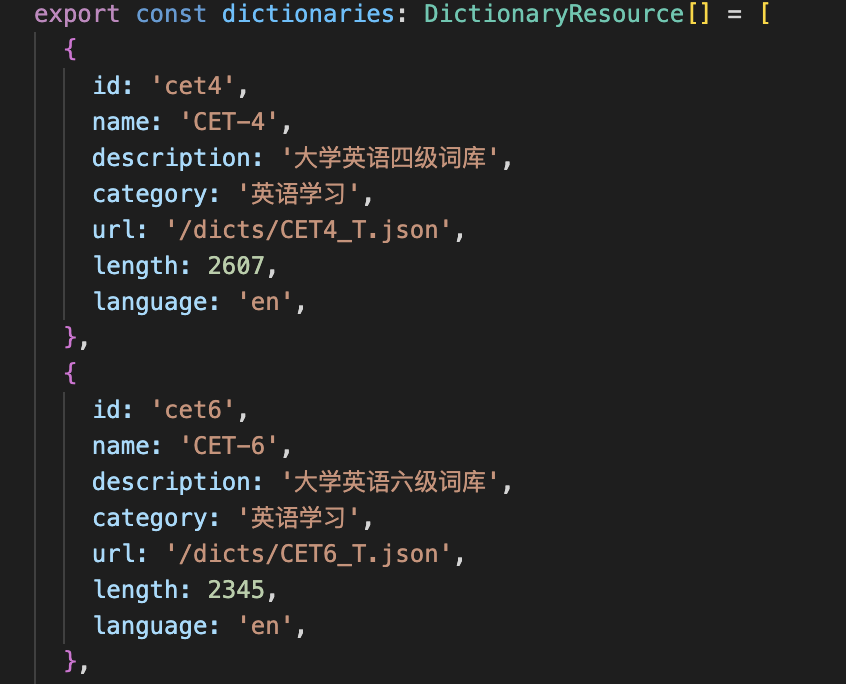 export const dictionaries: DictionaryResource[] = [
{
id: 'cet4',
name: 'CET-4',
description: '大学英语四级词库',
category: '英语学习',
url: '/dicts/CET4_T.json',
length: 2607,
language: 'en',
},
{
id: 'cet6',
name: 'CET-6',
description: '大学英语六级词库',
category: '英语学习',
url: '/dicts/CET6_T.json',
length: 2345,
language: 'en',
},